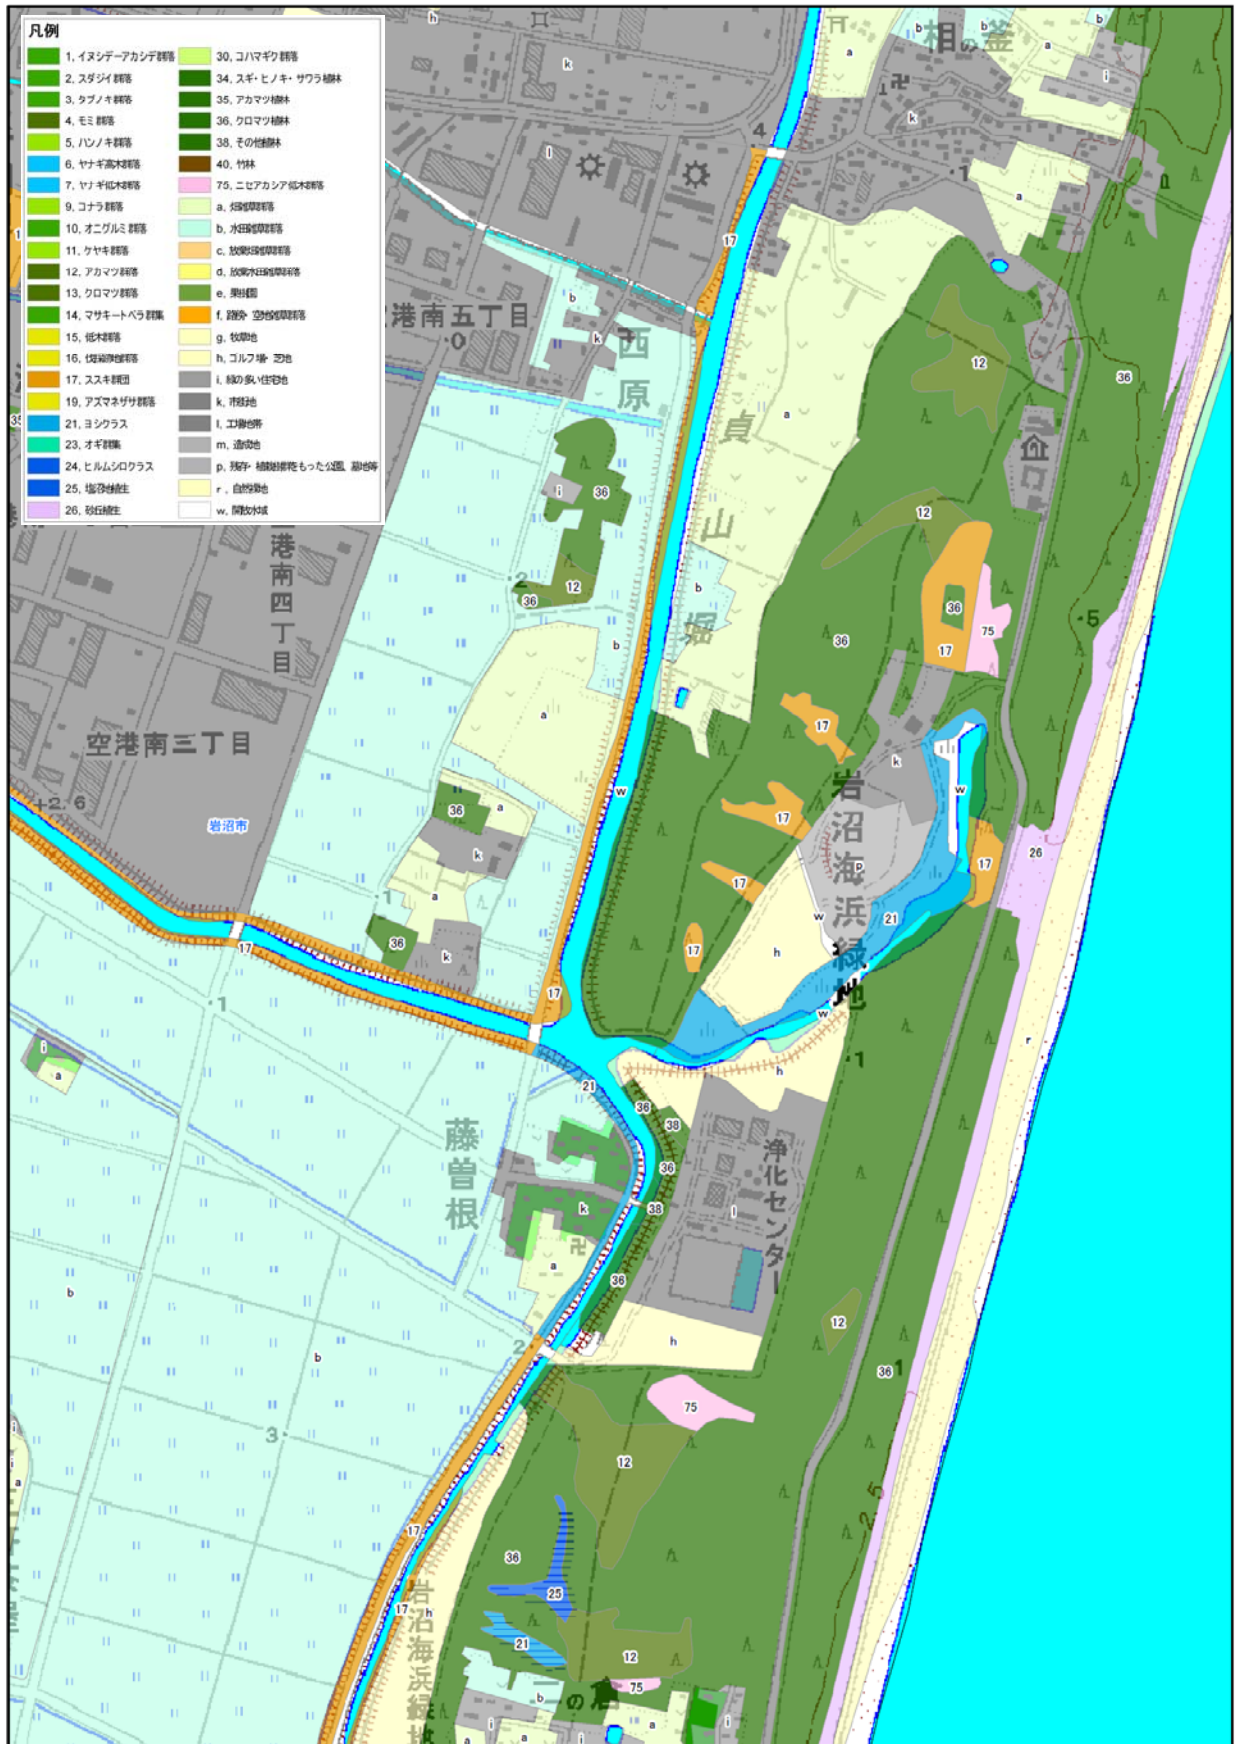 凡例
1, イヌシデーアカシデ群落
2, スダジイ群落
3, タブノキ群落
4, モミ群落
5, ハンノキ群落
6, ヤナギ高木群落
7, ヤナギ低木群落
9, コナラ群落
10, オニグルミ群落
11, ケヤキ群落
12, アカマツ群落
13, クロマツ群落
14, マサキートベラ群集
15, 低木群落
16, 伐採跡地群落
17, ススキ群団
19, アズマネザサ群落
21, ヨシクラス
23, オギ群集
24, ヒルムシロクラス
25, 塩沼地植生
26, 砂丘植生
30, コハマギク群落
34, スギ・ヒノキ・サワラ植林
35, アカマツ植林
36, クロマツ植林
38, その他植林
40, 竹林
75, ニセアカシア低木群落
a, 畑雑草群落
b, 水田雑草群落
c, 放棄畑雑草群落
d, 放棄水田雑草群落
e, 果樹園
f, 路傍・空地雑草群落
g, 牧草地
h, ゴルフ場・芝地
i, 緑の多い住宅地
k, 市街地
l, 工場地帯
m, 造成地
p, 残存・植栽樹群をもった公園、墓地等
r, 自然裸地
w, 開放水域
相の釜
港南五丁目
西原
貞山堀
港南四丁目
空港南三丁目
岩沼市
岩沼海浜緑地
藤曽根
浄化センター
岩沼海浜緑地
二の倉